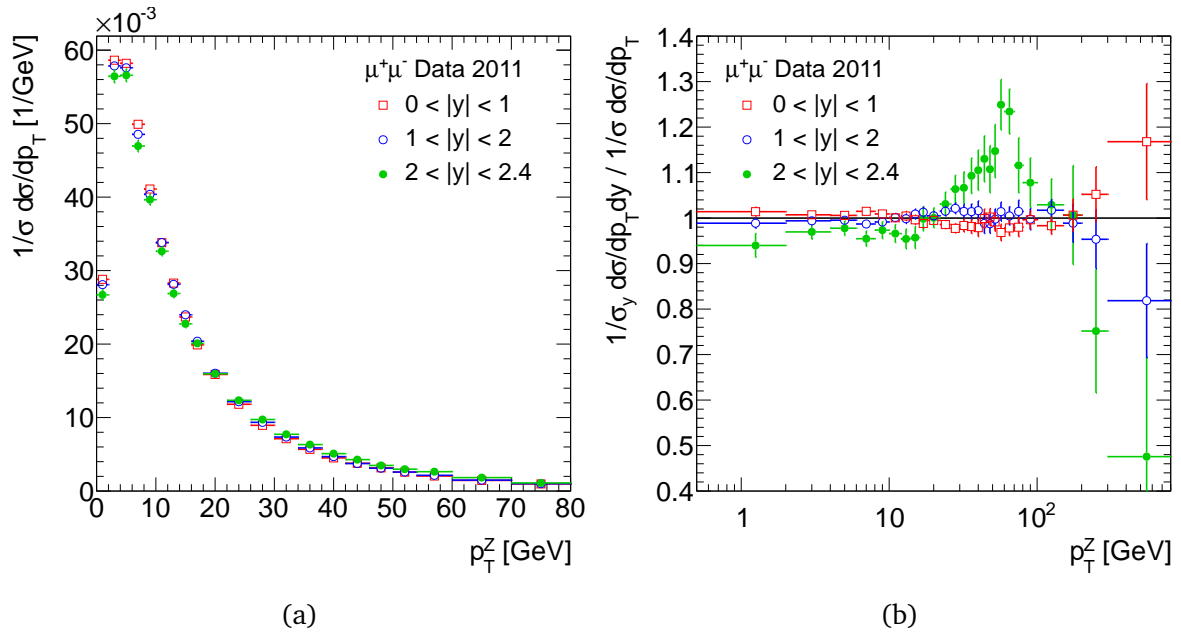 ×10⁻³
1/σ dσ/dp_T [1/GeV]
60
50
40
30
20
10
0
μ⁺μ⁻ Data 2011
0 < |y| < 1
1 < |y| < 2
2 < |y| < 2.4
0 10 20 30 40 50 60 70 80
p_T^Z [GeV]
(a)
1/σ_y dσ/dp_Tdy / 1/σ dσ/dp_T
1.4
1.3
1.2
1.1
1
0.9
0.8
0.7
0.6
0.5
0.4
μ⁺μ⁻ Data 2011
0 < |y| < 1
1 < |y| < 2
2 < |y| < 2.4
1 10 10²
p_T^Z [GeV]
(b)